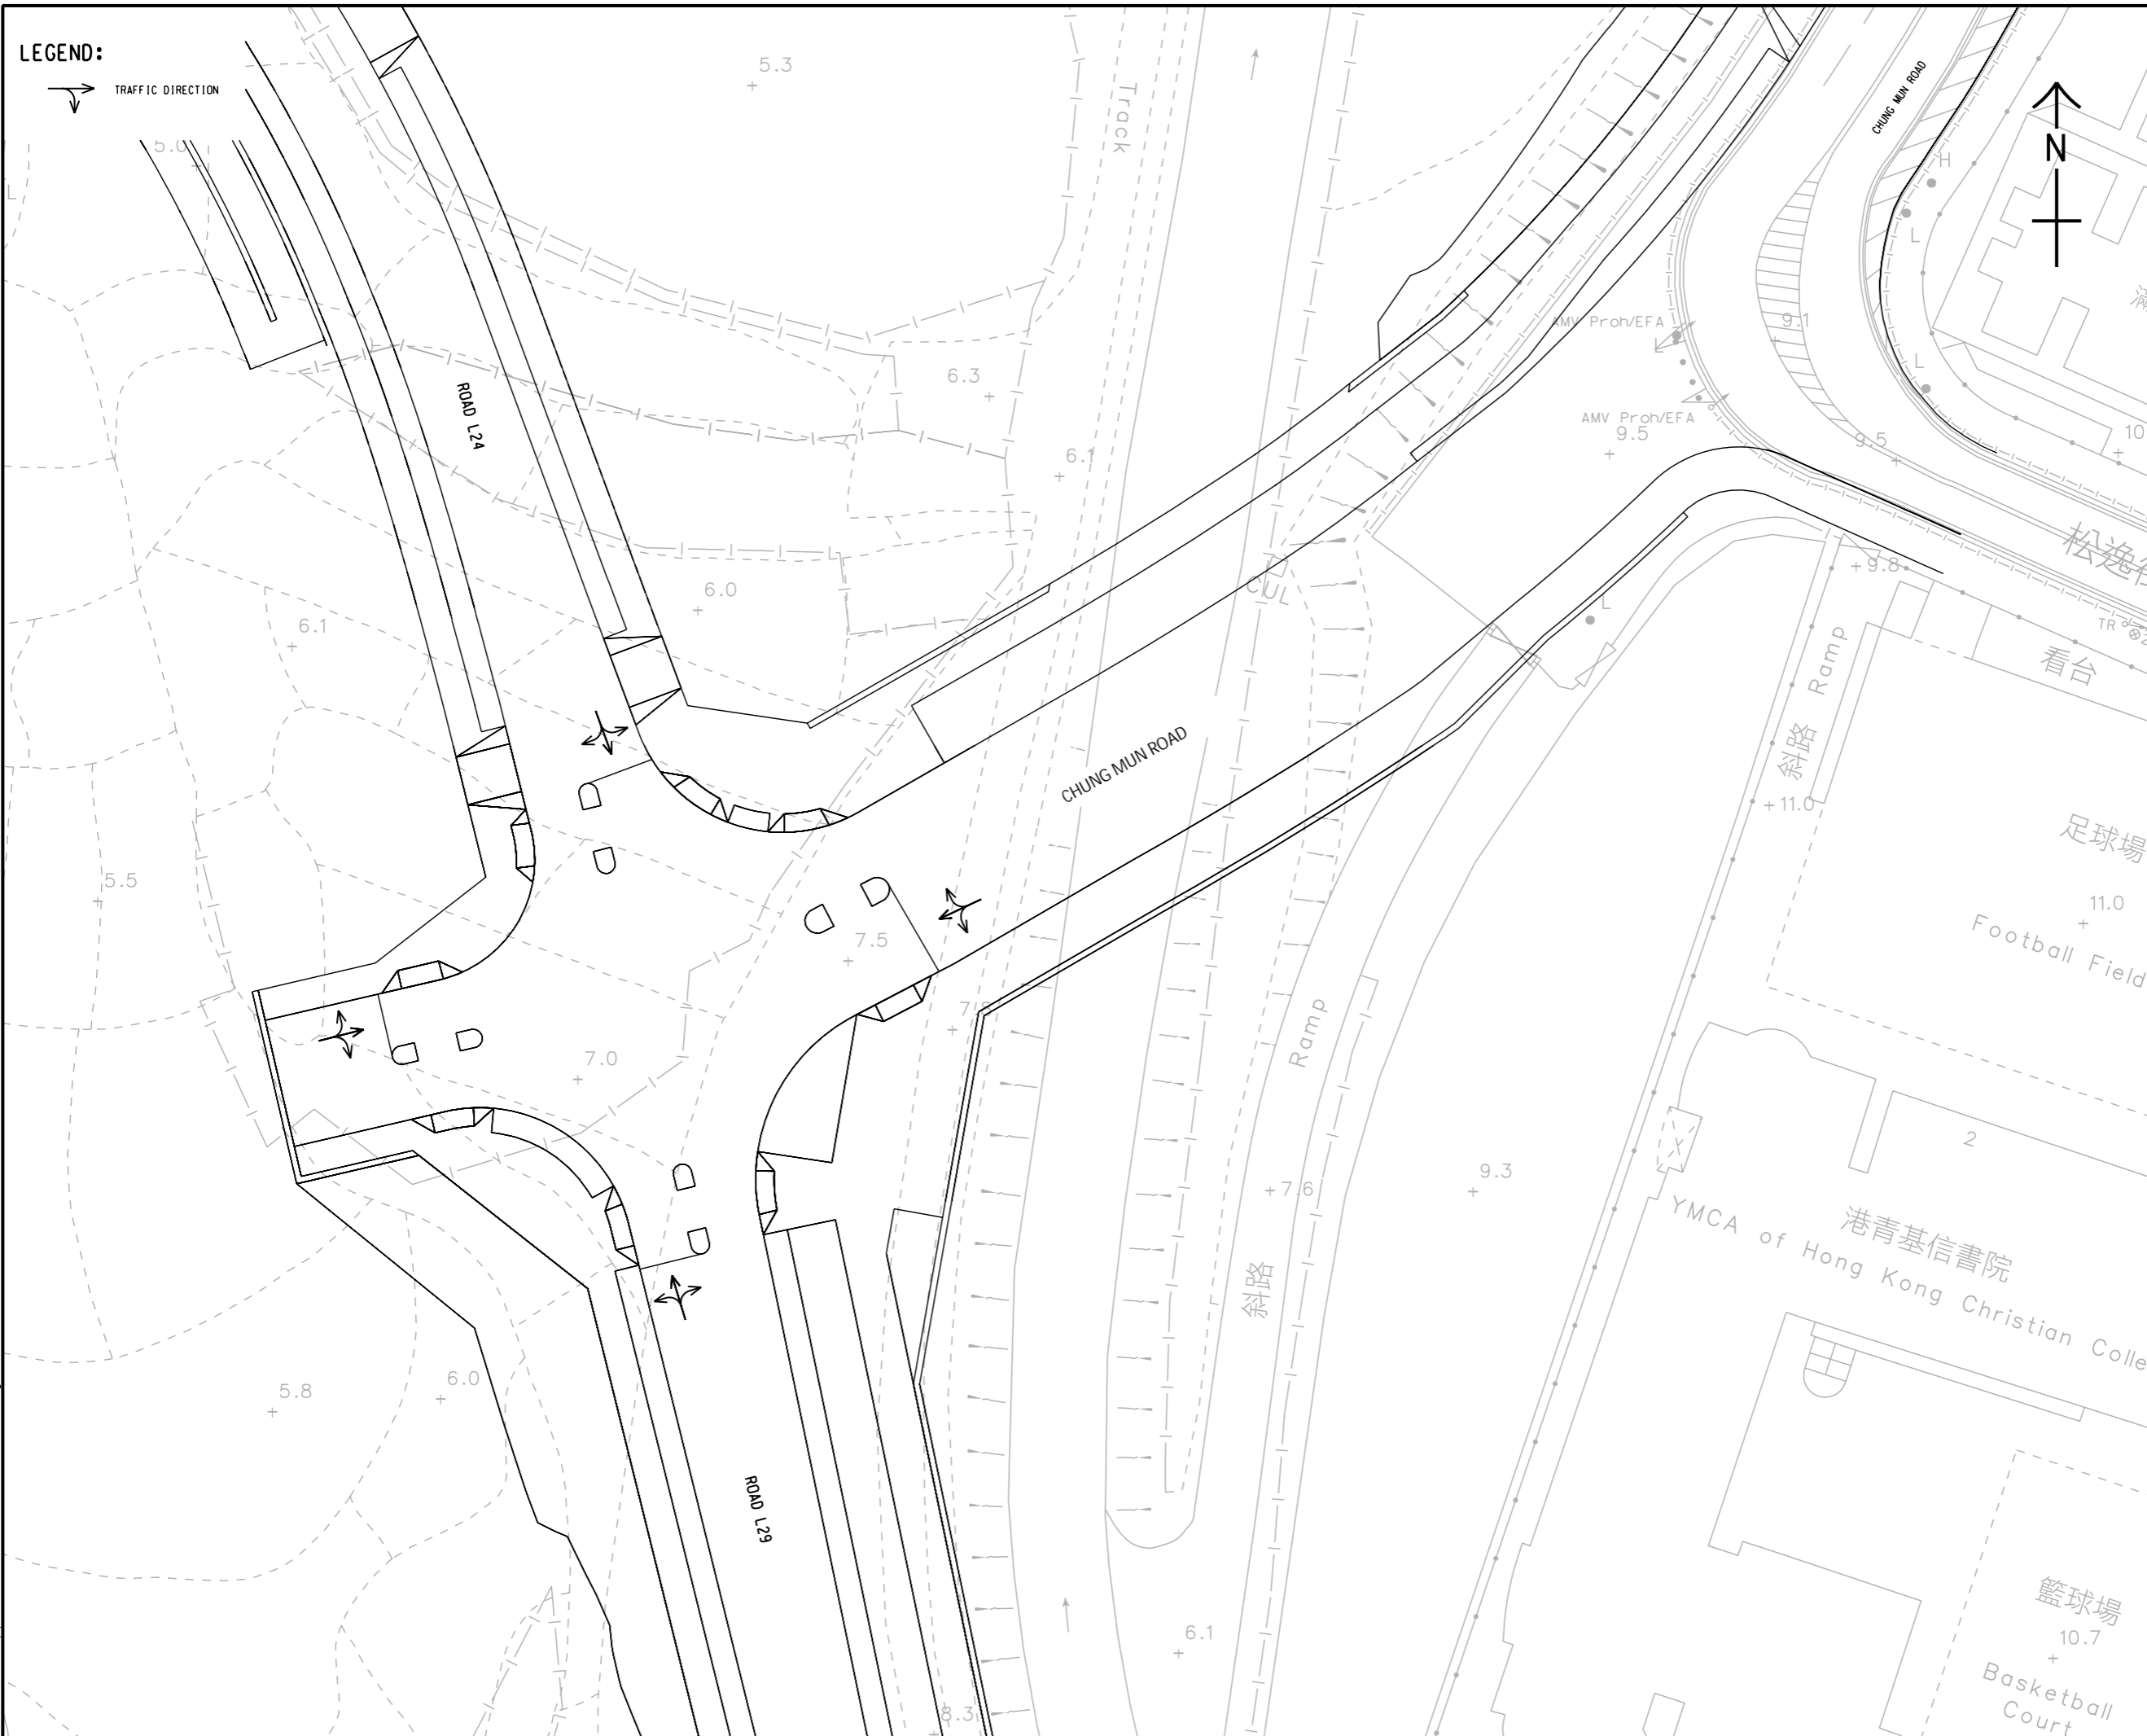 LEGEND:
TRAFFIC DIRECTION
N
CHUNG MUN ROAD
5.3
5.0
L
Track
H
L
AMV Proh/EFA
9.1
L
L
ROAD L24
6.3
AMV Proh/EFA
9.5
9.5
10
6.1
6.0
CUL
9.8
松逸
6.1
L
TR
看台
斜路 Ramp
CHUNG MUN ROAD
11.0
足球場
11.0
Football Field
5.5
7.5
7.0
Ramp
斜路
9.3
7.6
2
港青基信書院
YMCA of Hong Kong Christian Colle
5.8
6.0
ROAD L29
籃球場
10.7
Basketball
Court
6.1
8.3